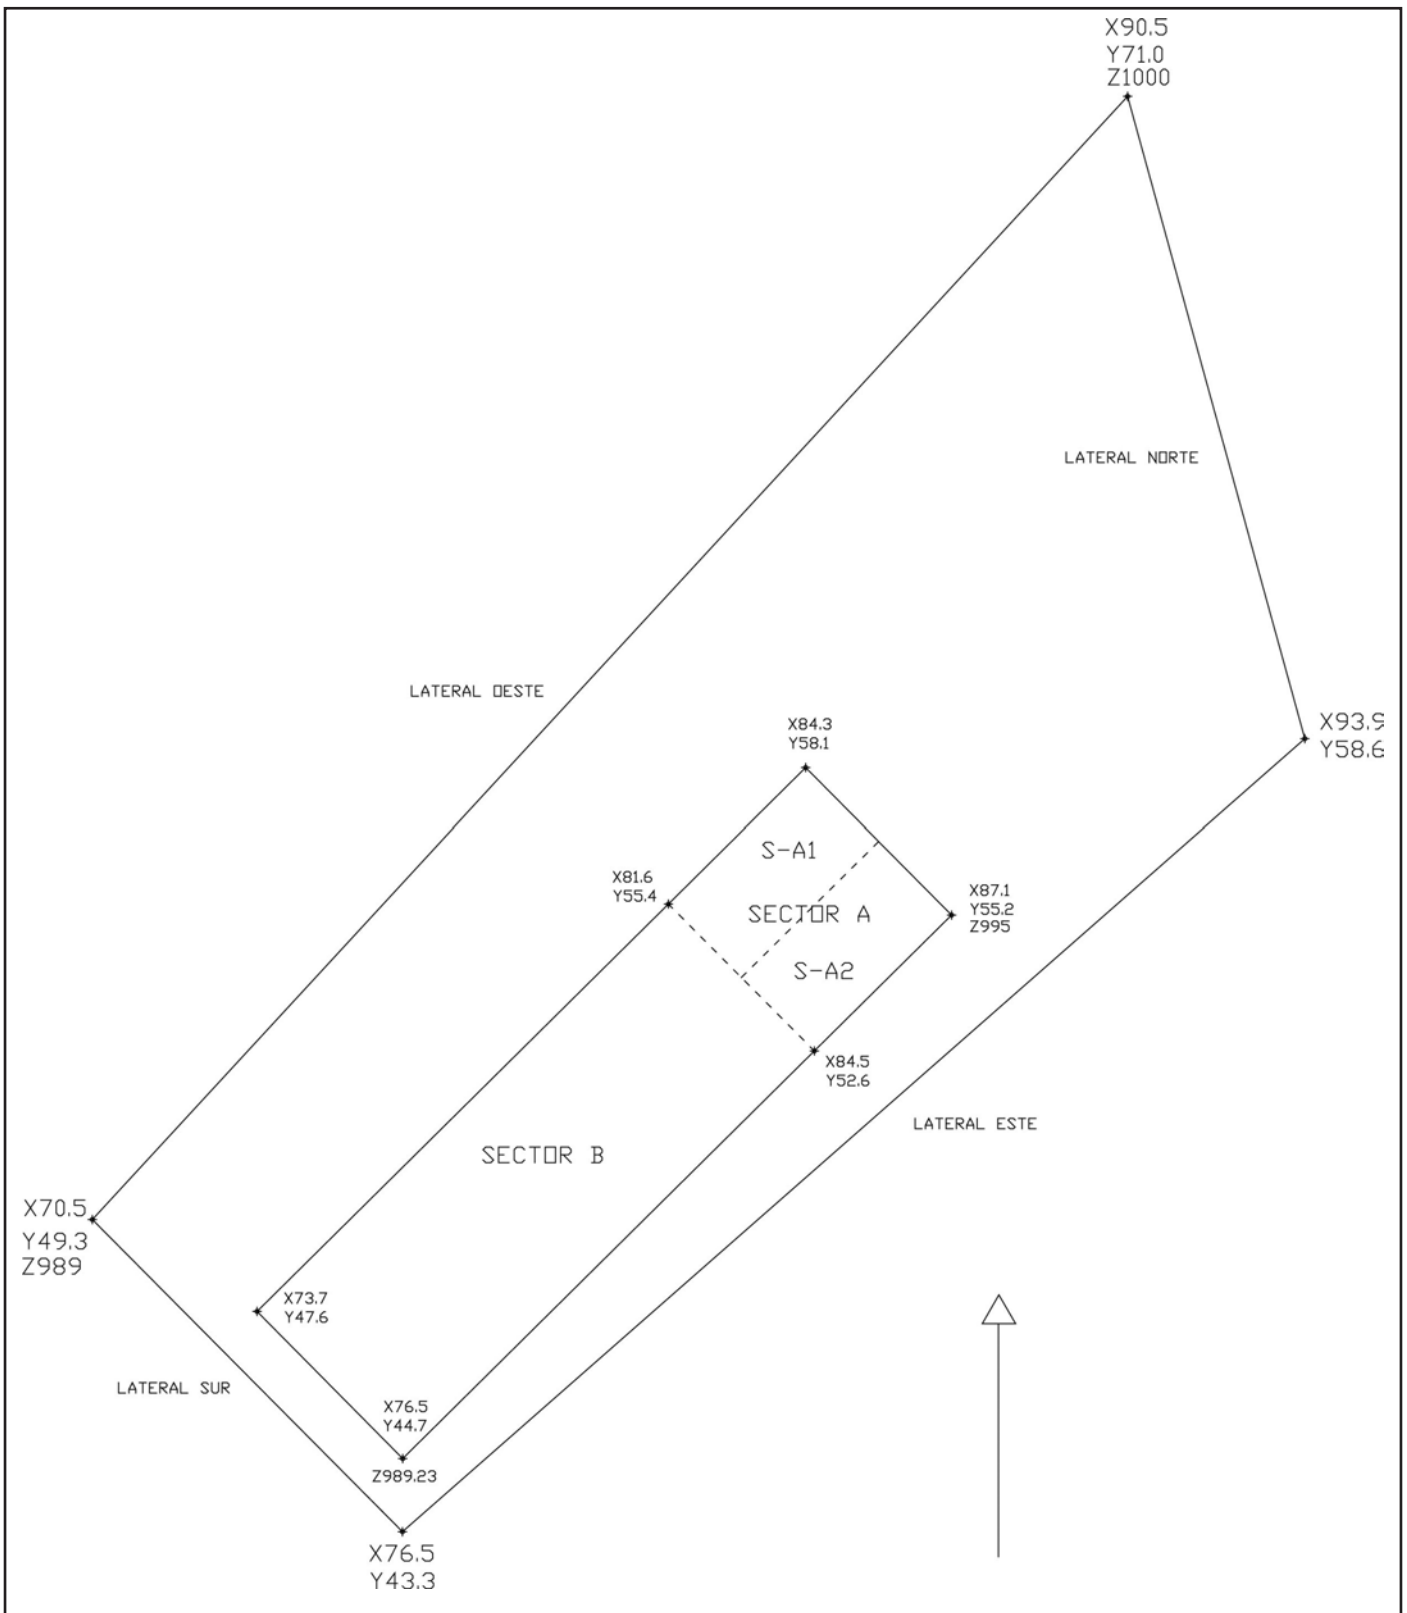 X90.5
Y71.0
Z1000
LATERAL NORTE
LATERAL OESTE
X93.9
Y58.6
X84.3
Y58.1
S-A1
X81.6
Y55.4
SECTOR A
X87.1
Y55.2
Z995
S-A2
X84.5
Y52.6
LATERAL ESTE
SECTOR B
X70.5
Y49.3
Z989
X73.7
Y47.6
LATERAL SUR
X76.5
Y44.7
Z989.23
X76.5
Y43.3